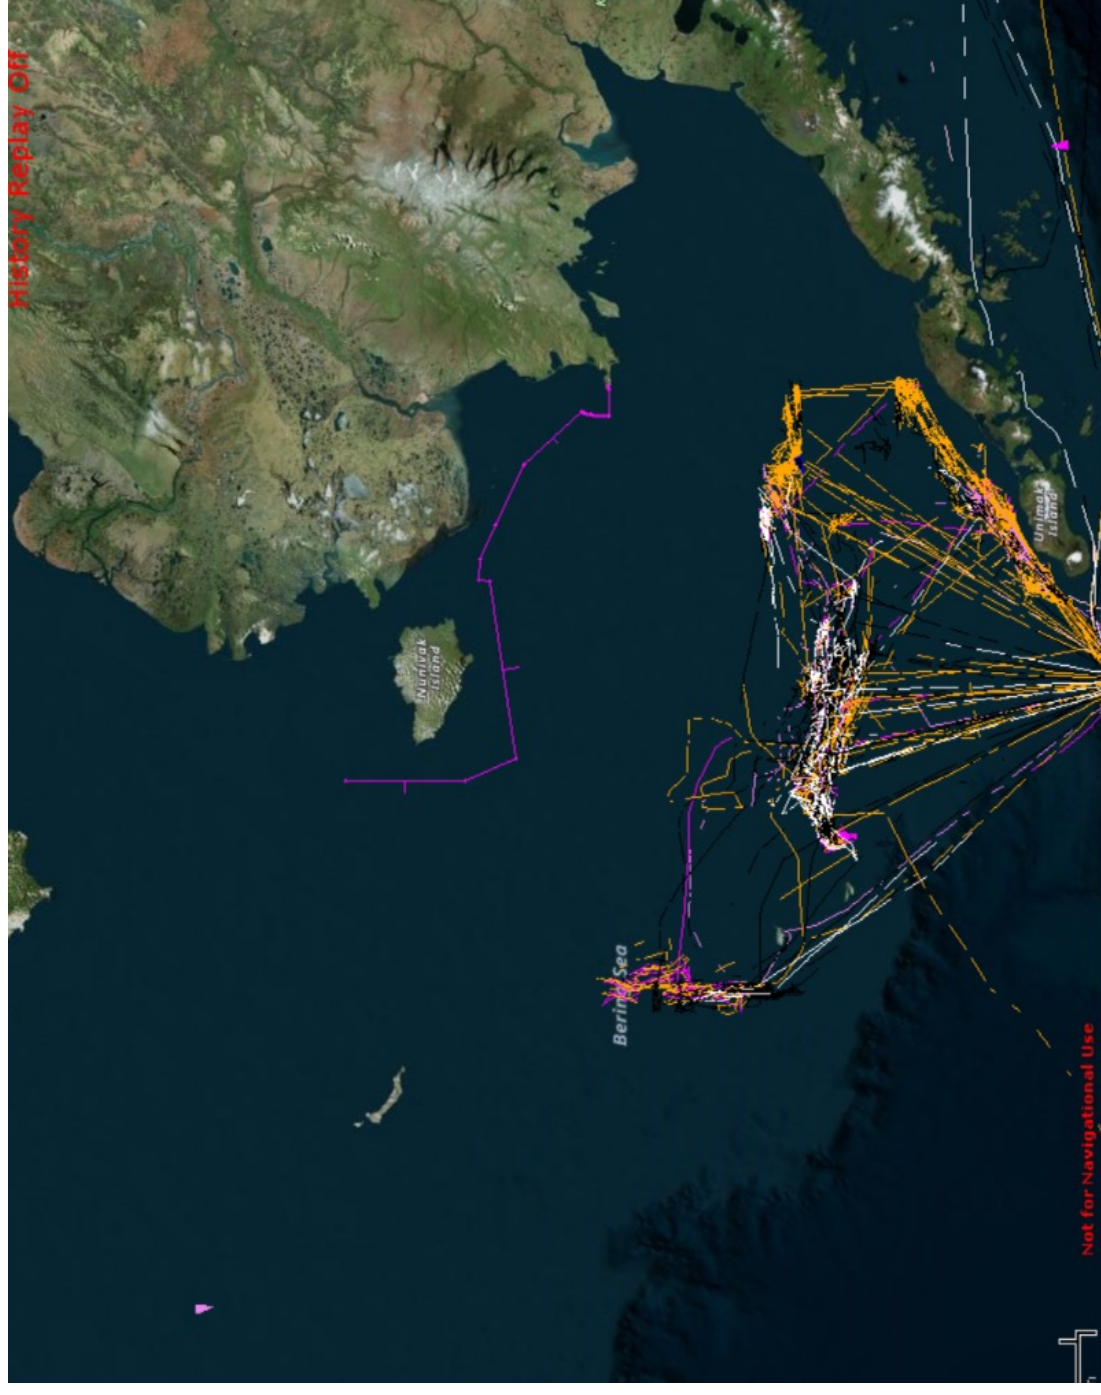 History Replay Off
Nunivak
Island
Unimak
Island
Bering Sea
Not for Navigational Use